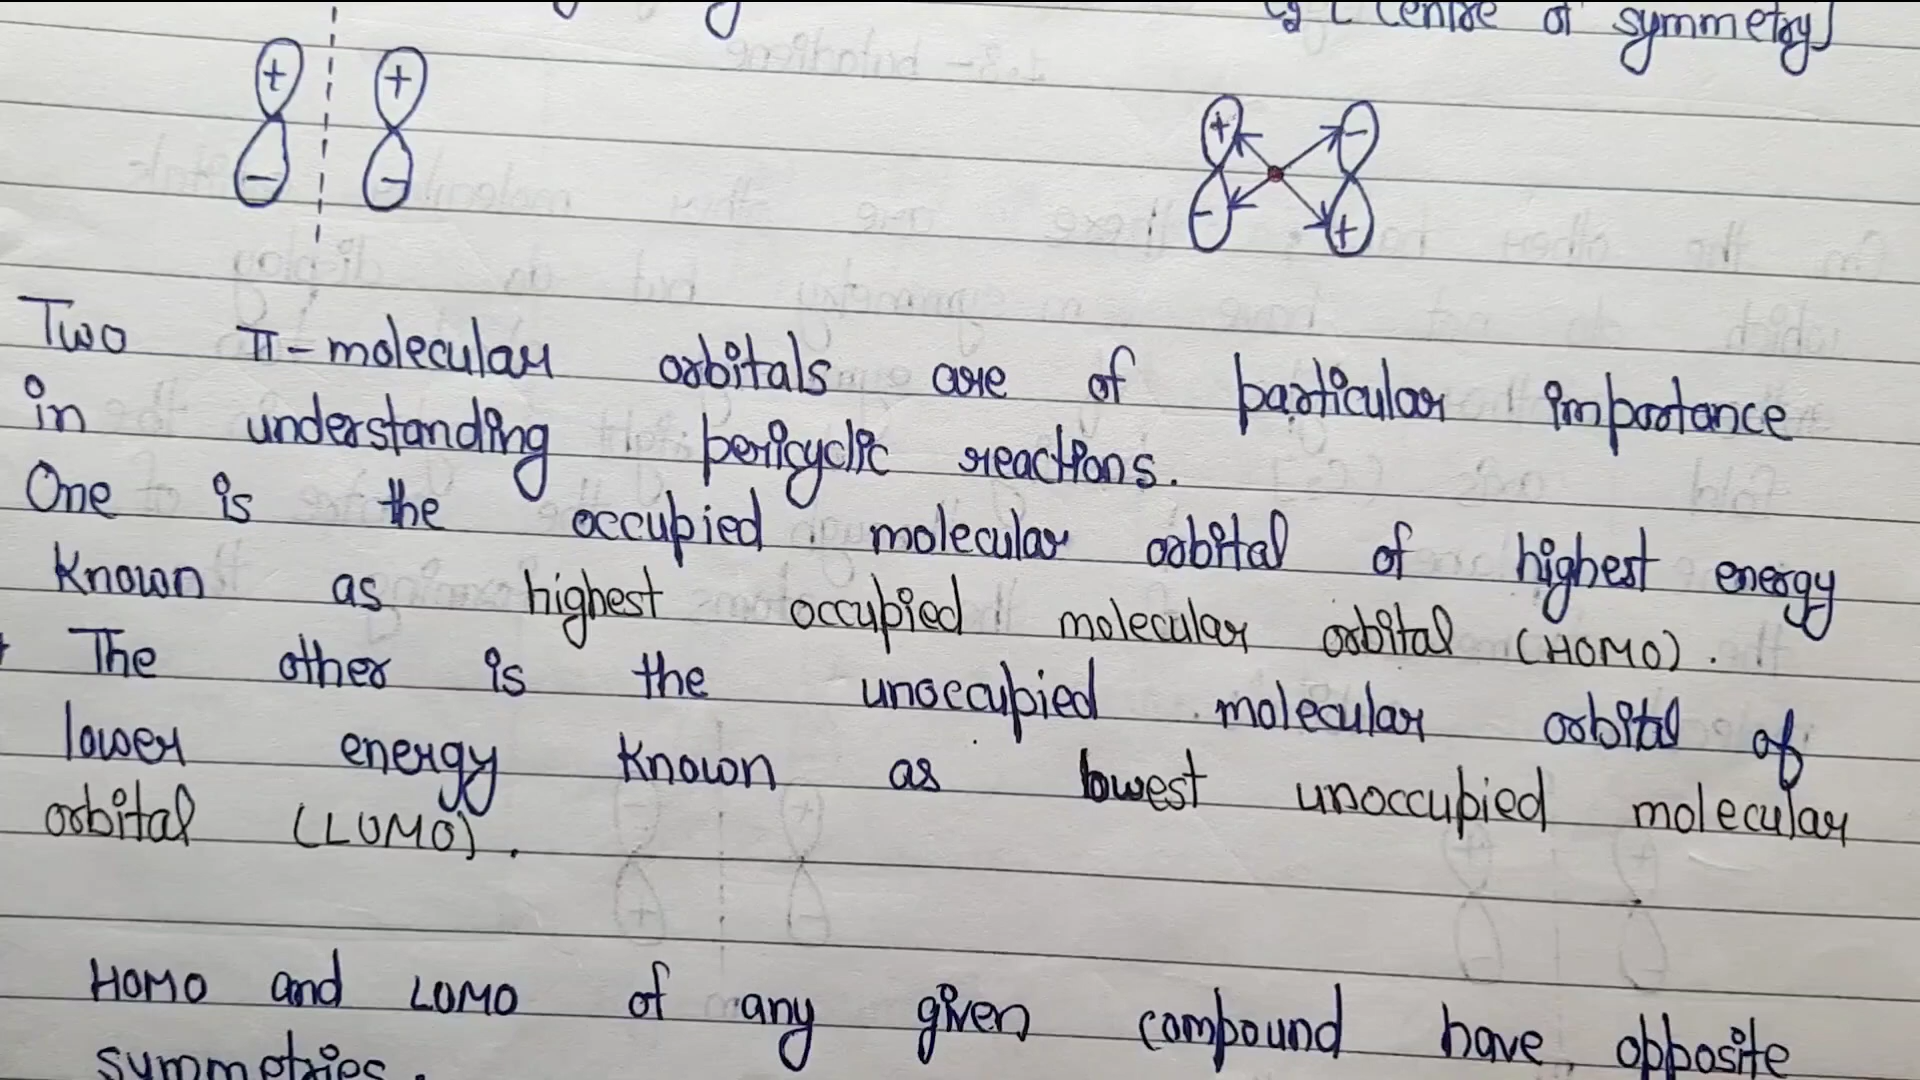 of symmetry)
+ +
- -
+ -
- +
Two π-molecular orbitals are of particular importance
in understanding pericyclic reactions.
One is the occupied molecular orbital of highest energy
Known as highest occupied molecular orbital (HOMO).
The other is the unoccupied molecular orbital of
lower energy known as lowest unoccupied molecular
orbital (LUMO).
HOMO and LUMO of any given compound have opposite
symmetries.